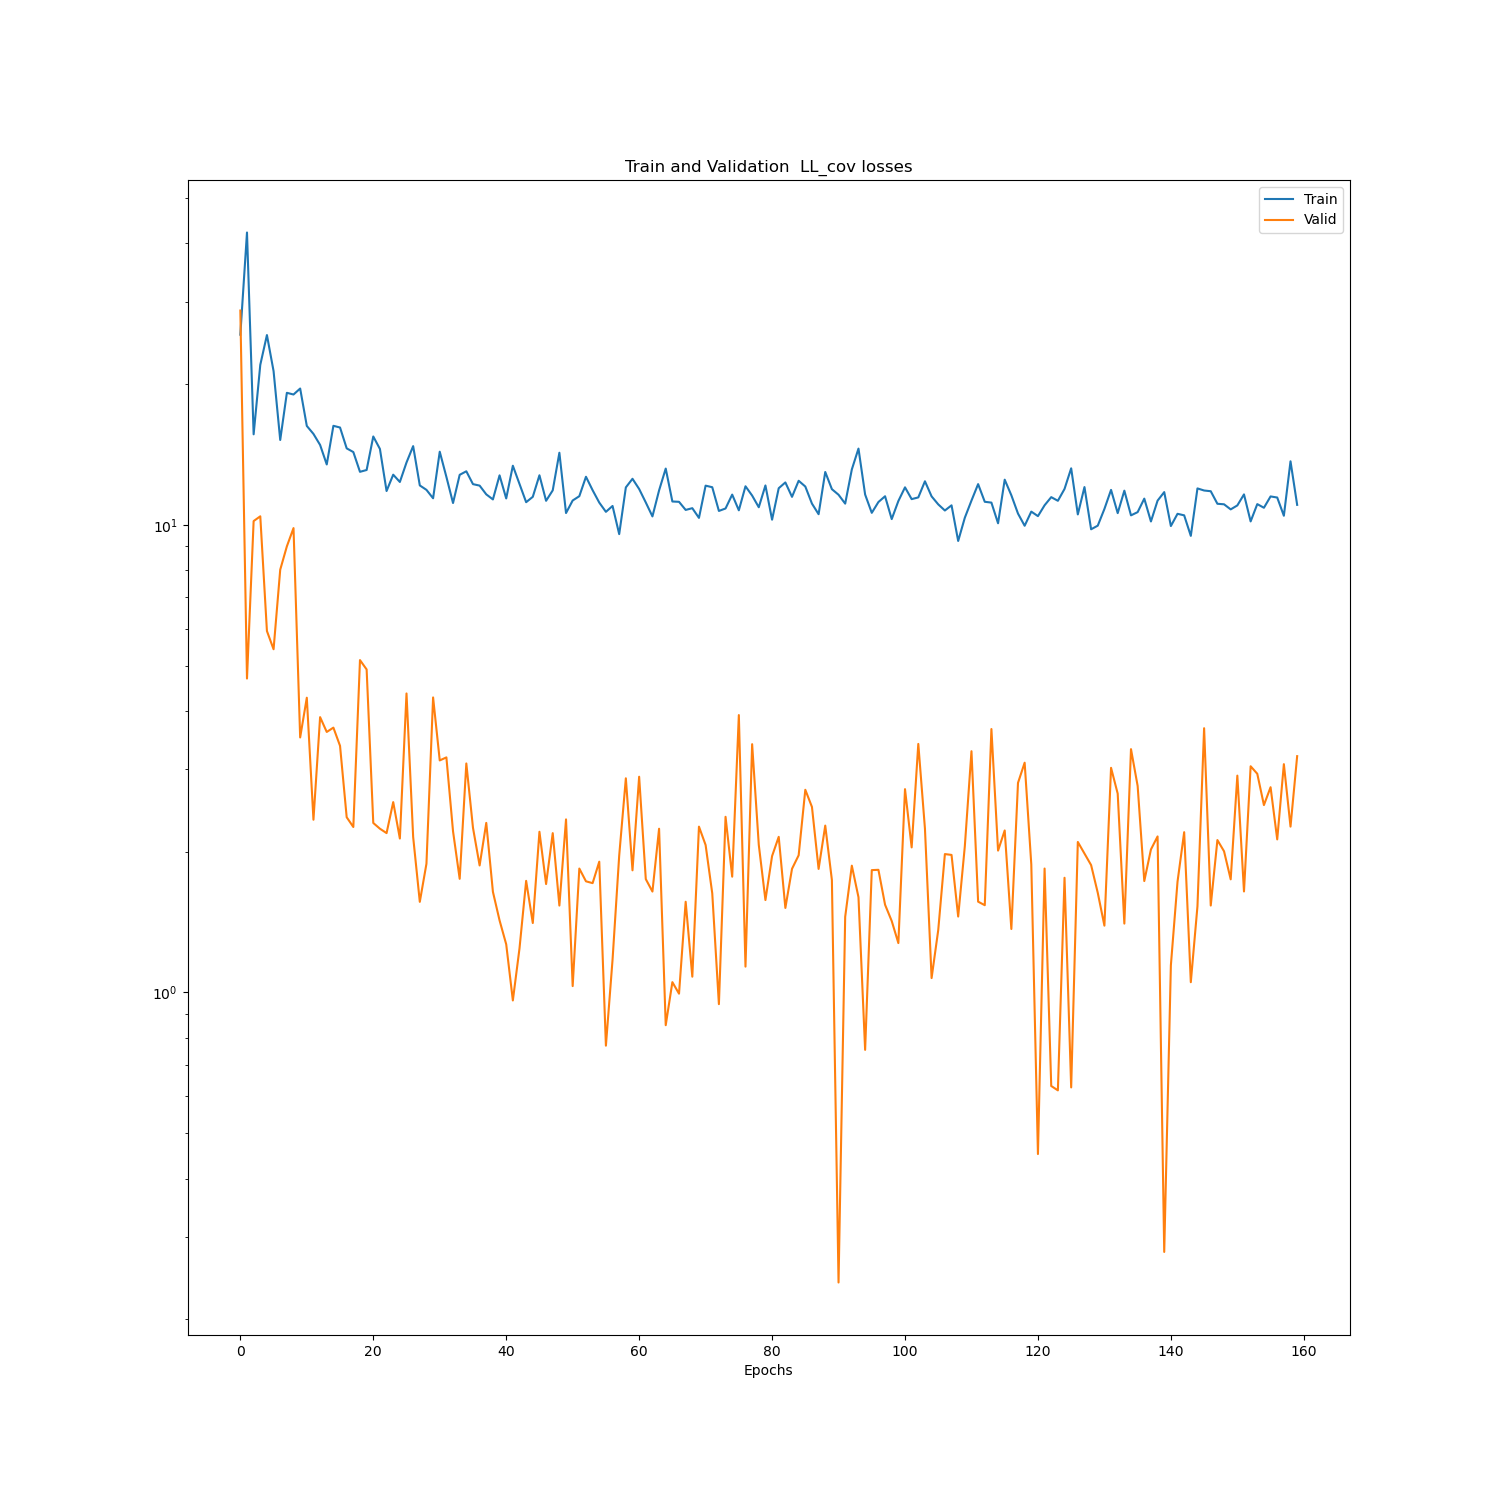 Train and Validation  LL_cov losses
Train
Valid
10¹
10⁰
0 20 40 60 80 100 120 140 160
Epochs